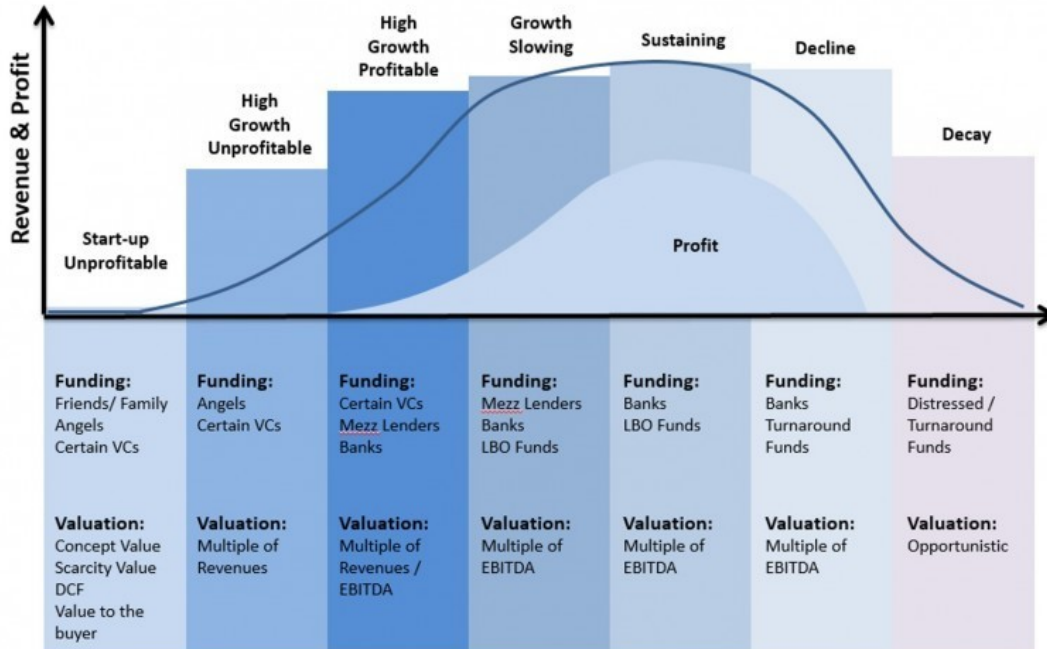 Revenue & Profit
Start-up
Unprofitable
High
Growth
Unprofitable
High
Growth
Profitable
Growth
Slowing
Sustaining
Decline
Decay
Profit
Funding:
Friends/ Family
Angels
Certain VCs
Valuation:
Concept Value
Scarcity Value
DCF
Value to the
buyer
Funding:
Angels
Certain VCs
Valuation:
Multiple of
Revenues
Funding:
Certain VCs
Mezz Lenders
Banks
Valuation:
Multiple of
Revenues /
EBITDA
Funding:
Mezz Lenders
Banks
LBO Funds
Valuation:
Multiple of
EBITDA
Funding:
Banks
LBO Funds
Valuation:
Multiple of
EBITDA
Funding:
Banks
Turnaround
Funds
Valuation:
Multiple of
EBITDA
Funding:
Distressed /
Turnaround
Funds
Valuation:
Opportunistic